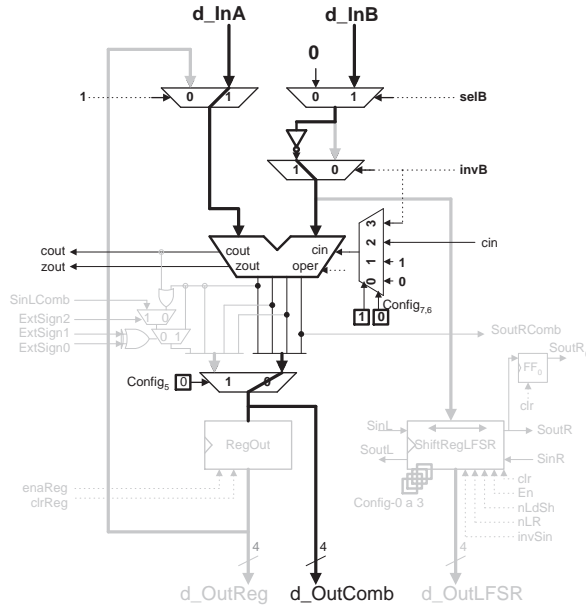 d_InA d_InB
0
0 1 0 1
1 selB
1 0 invB
3
2 cin
1 1
0 0
cout cout cin
zout zout oper
Config7,6
1 0
SinLComb
ExtSign2 1 0
ExtSign1
ExtSign0 0 1
SoutRComb
Config5 0 1 0
FF0 SoutR0
clr
RegOut
SinL SoutR
SoutL ShiftRegLFSR
SinR
enaReg
clrReg
clr
En
nLdSh
nLR
invSin
Config-0 a 3
4 4 4
d_OutReg d_OutComb d_OutLFSR